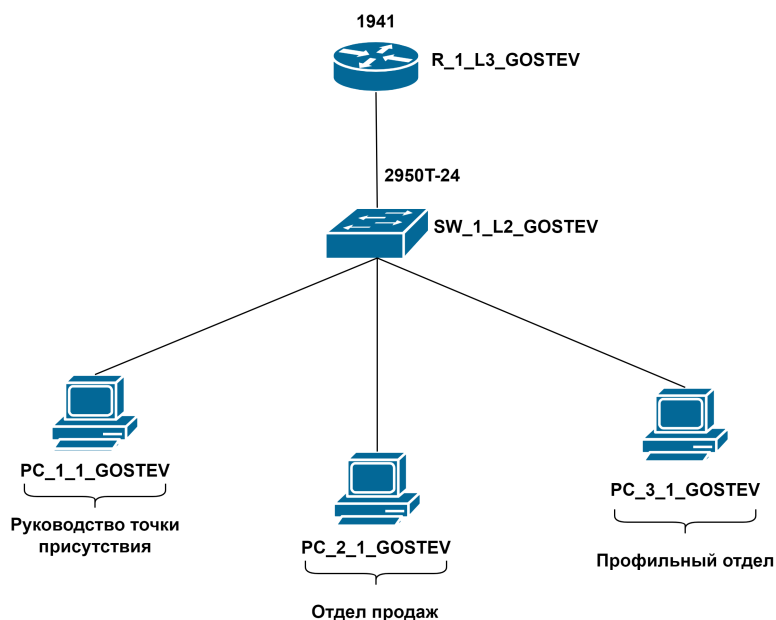 1941
R_1_L3_GOSTEV
2950T-24
SW_1_L2_GOSTEV
PC_1_1_GOSTEV
Руководство точки
присутствия
PC_2_1_GOSTEV
Отдел продаж
PC_3_1_GOSTEV
Профильный отдел